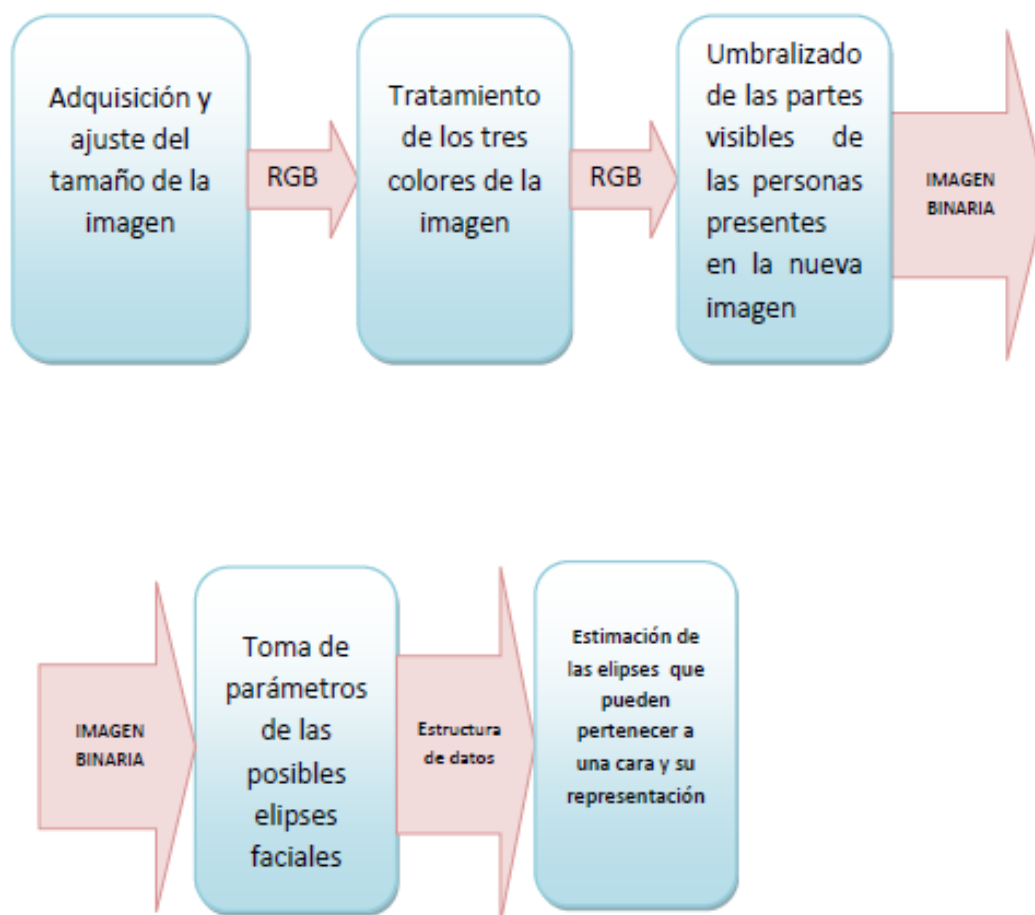 Adquisición y
ajuste del
tamaño de la
imagen
RGB
Tratamiento
de los tres
colores de la
imagen
RGB
Umbralizado
de las partes
visibles de
las personas
presentes
en la nueva
imagen
IMAGEN
BINARIA
IMAGEN
BINARIA
Toma de
parámetros
de las
posibles
elipses
faciales
Estructura
de datos
Estimación de
las elipses que
pueden
pertenecer a
una cara y su
representación